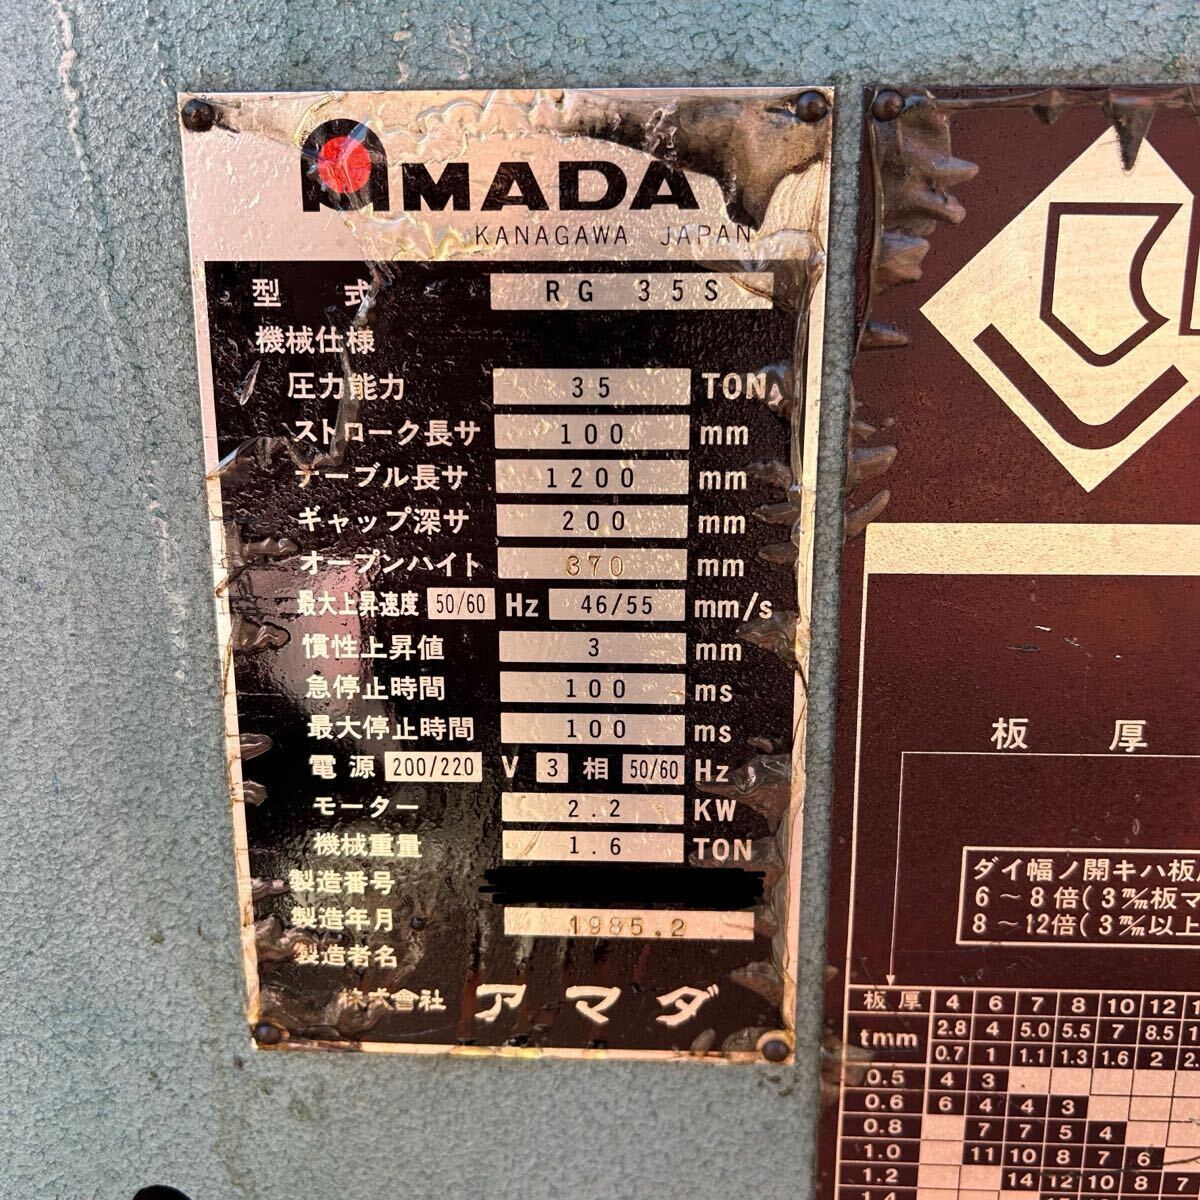 AMADA
KANAGAWA JAPAN
型式 RG 35S
機械仕様
圧力能力 35 TON
ストローク長サ 100 mm
テーブル長サ 1200 mm
ギャップ深サ 200 mm
オープンハイト 370 mm
最大上昇速度 50/60 Hz 46/55 mm/s
慣性上昇値 3 mm
急停止時間 100 ms
最大停止時間 100 ms
電源 200/220 V 3 相 50/60 Hz
モーター 2.2 KW
機械重量 1.6 TON
製造番号
製造年月 1985.2
製造者名
株式會社 アマダ
板厚
ダイ幅ノ開キハ板
6～8倍(3m/m板マ
8～12倍(3m/m以上
板厚 4 6 7 8 10 12
tmm 2.8 4 5.0 5.5 7 8.5
0.7 1 1.1 1.3 1.6 2 2.
0.5 4 3
0.6 6 4 4 3
0.8 7 7 5 4
1.0 11 10 8 7 6
1.2 14 12 10 8 7